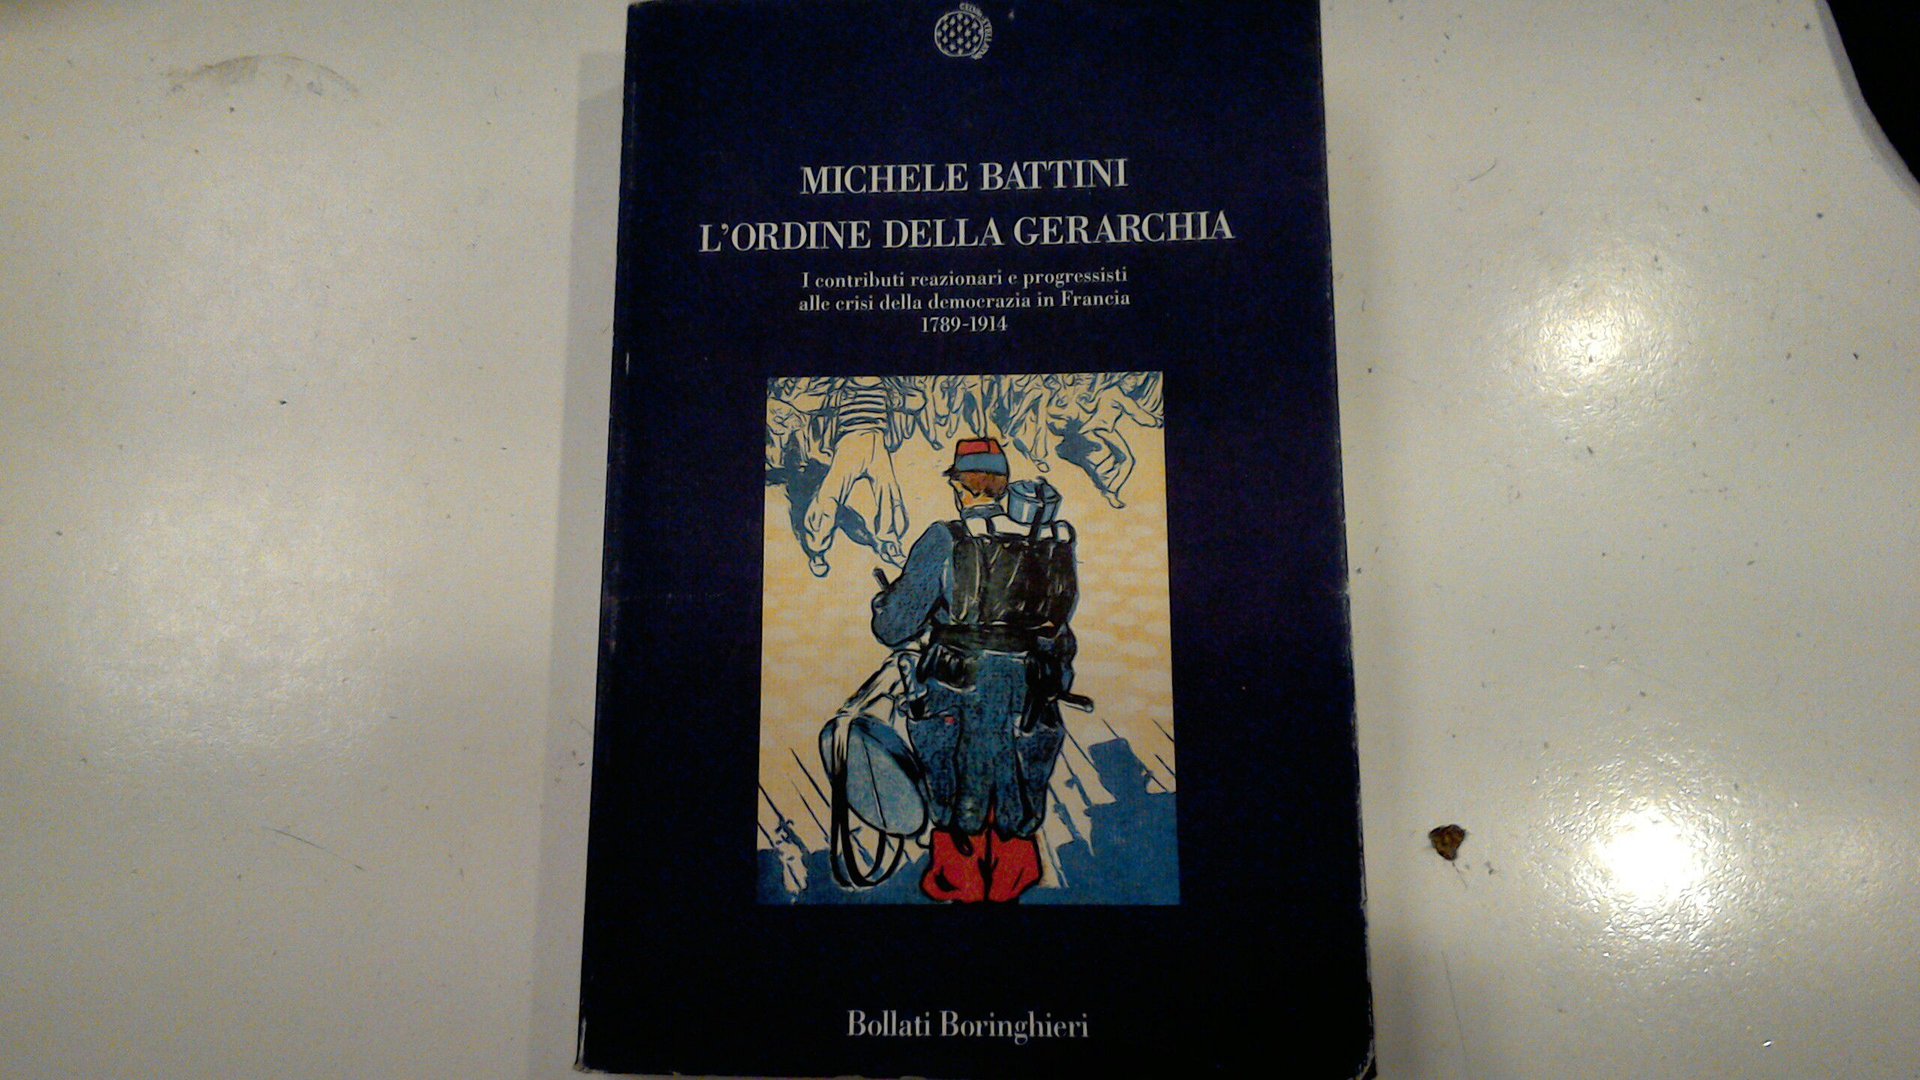 MICHELE BATTINI
L'ORDINE DELLA GERARCHIA
I contributi reazionari e progressisti
alle crisi della democrazia in Francia
1789-1914
Bollati Boringhieri